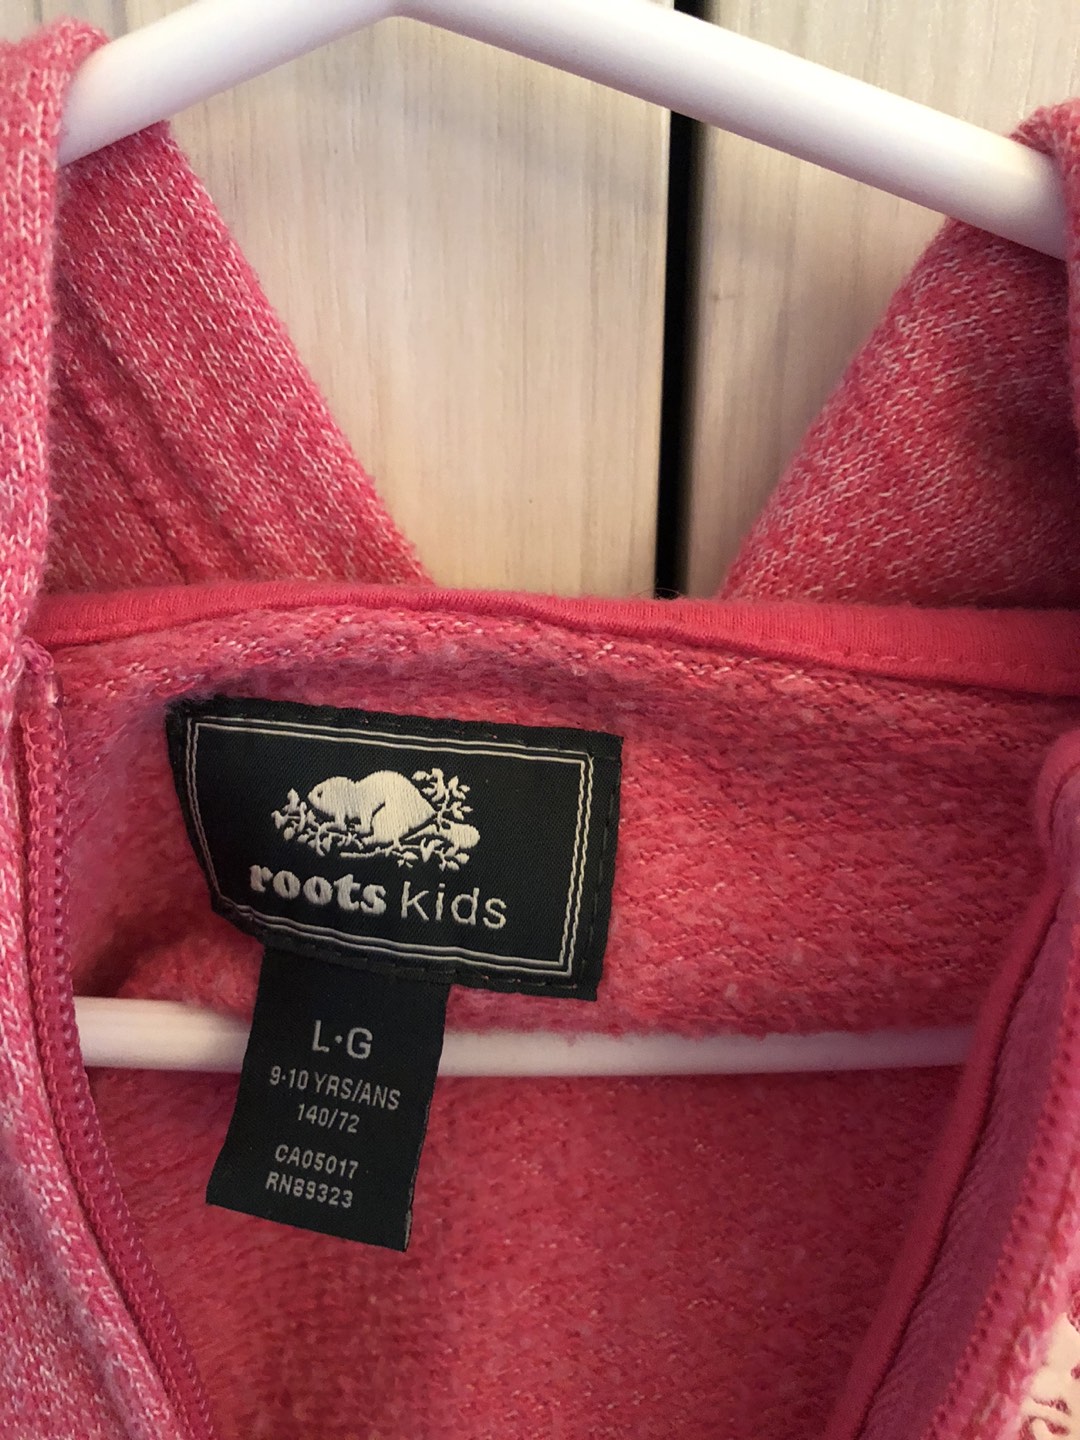 roots kids
L·G
9-10 YRS/ANS
140/72
CA05017
RN89323